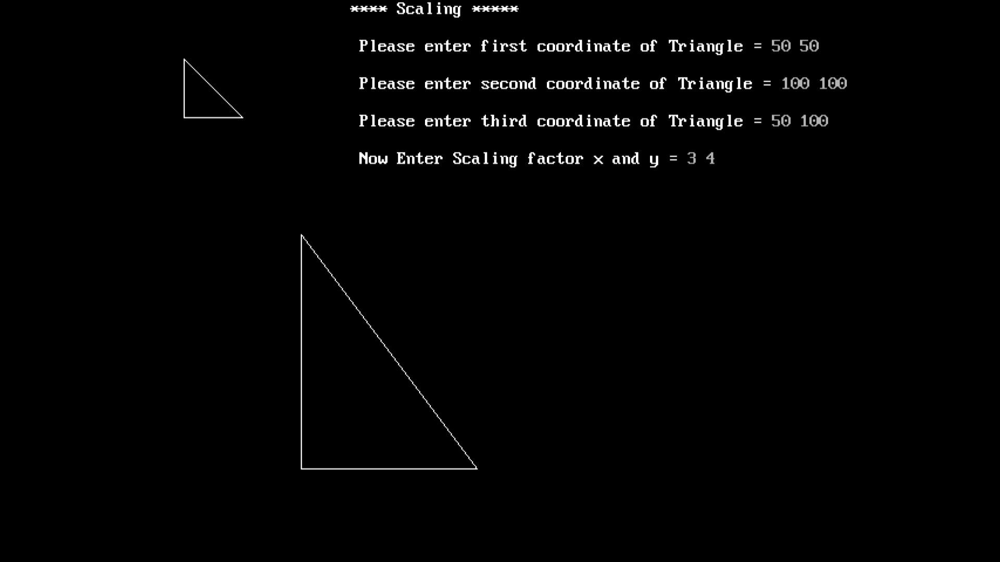 **** Scaling *****
Please enter first coordinate of Triangle = 50 50
Please enter second coordinate of Triangle = 100 100
Please enter third coordinate of Triangle = 50 100
Now Enter Scaling factor x and y = 3 4